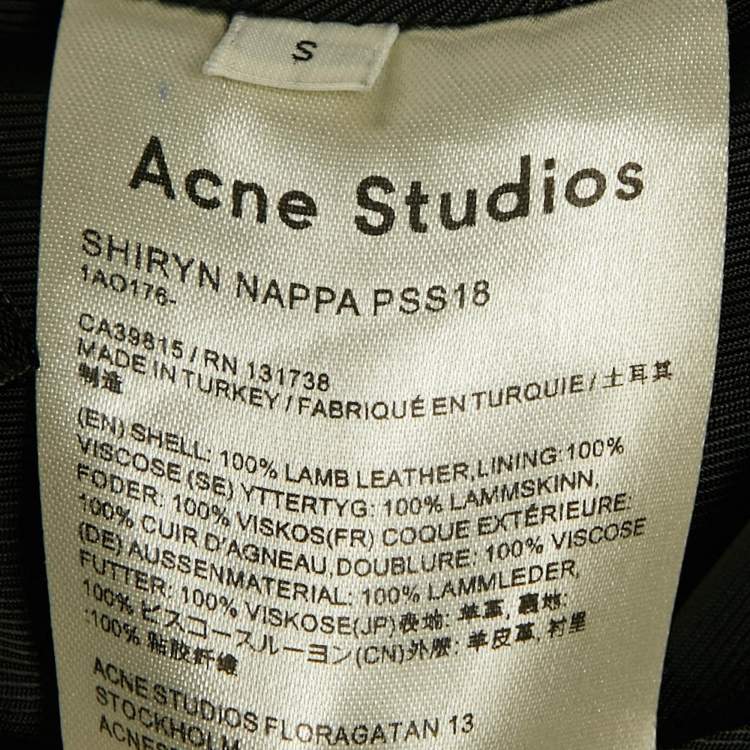 S
Acne Studios
SHIRYN NAPPA PSS18
1AO176-
CA39815 / RN 131738
MADE IN TURKEY / FABRIQUÉ EN TURQUIE / 土耳其
制造
(EN) SHELL: 100% LAMB LEATHER,LINING:100%
VISCOSE (SE) YTTERTYG: 100% LAMMSKINN,
FODER: 100% VISKOS(FR) COQUE EXTÉRIEURE:
100% CUIR D'AGNEAU,DOUBLURE: 100% VISCOSE
(DE) AUSSENMATERIAL: 100% LAMMLEDER,
FUTTER: 100% VISKOSE(JP)表地: 羊革, 裏地:
100% ビスコースルーヨン(CN)外層: 羊皮革, 衬里
:100% 粘胶纤维
ACNE STUDIOS FLORAGATAN 13
STOCKHOLM